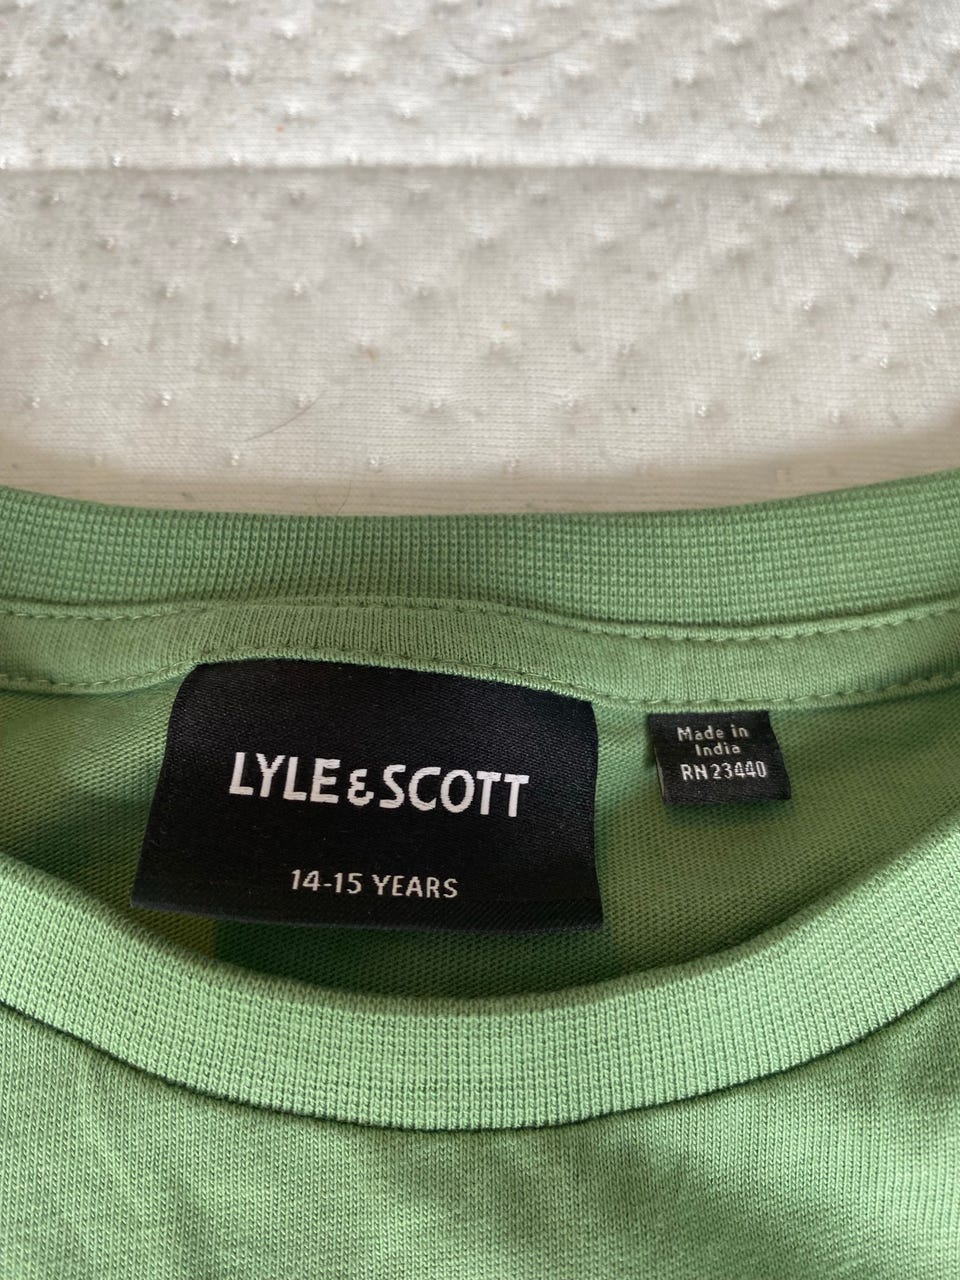 LYLE & SCOTT
14-15 YEARS
Made in
India
RN 23440